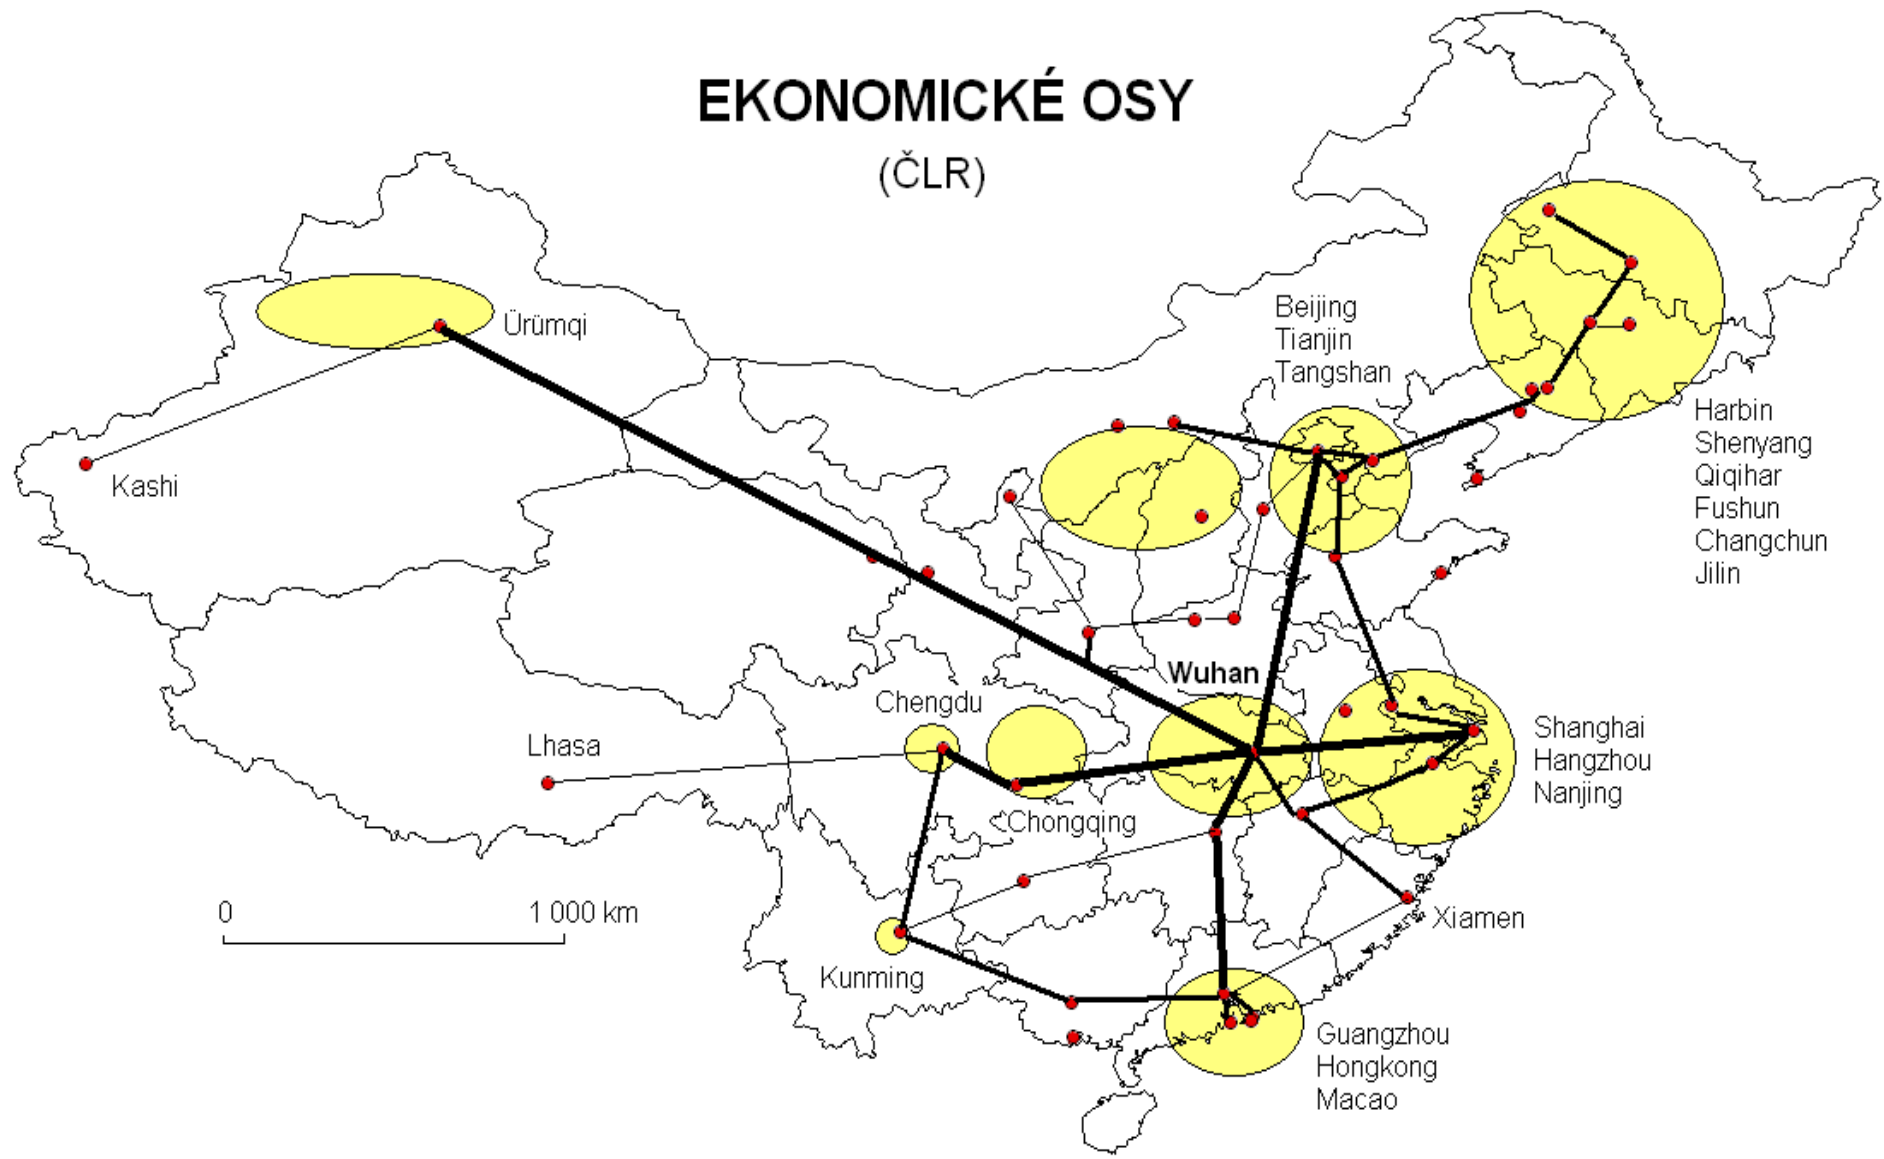 EKONOMICKÉ OSY
(ČLR)
Ürümqi
Kashi
Beijing
Tianjin
Tangshan
Harbin
Shenyang
Qiqihar
Fushun
Changchun
Jilin
Wuhan
Chengdu
Lhasa
Chongqing
Shanghai
Hangzhou
Nanjing
0 1 000 km
Xiamen
Kunming
Guangzhou
Hongkong
Macao